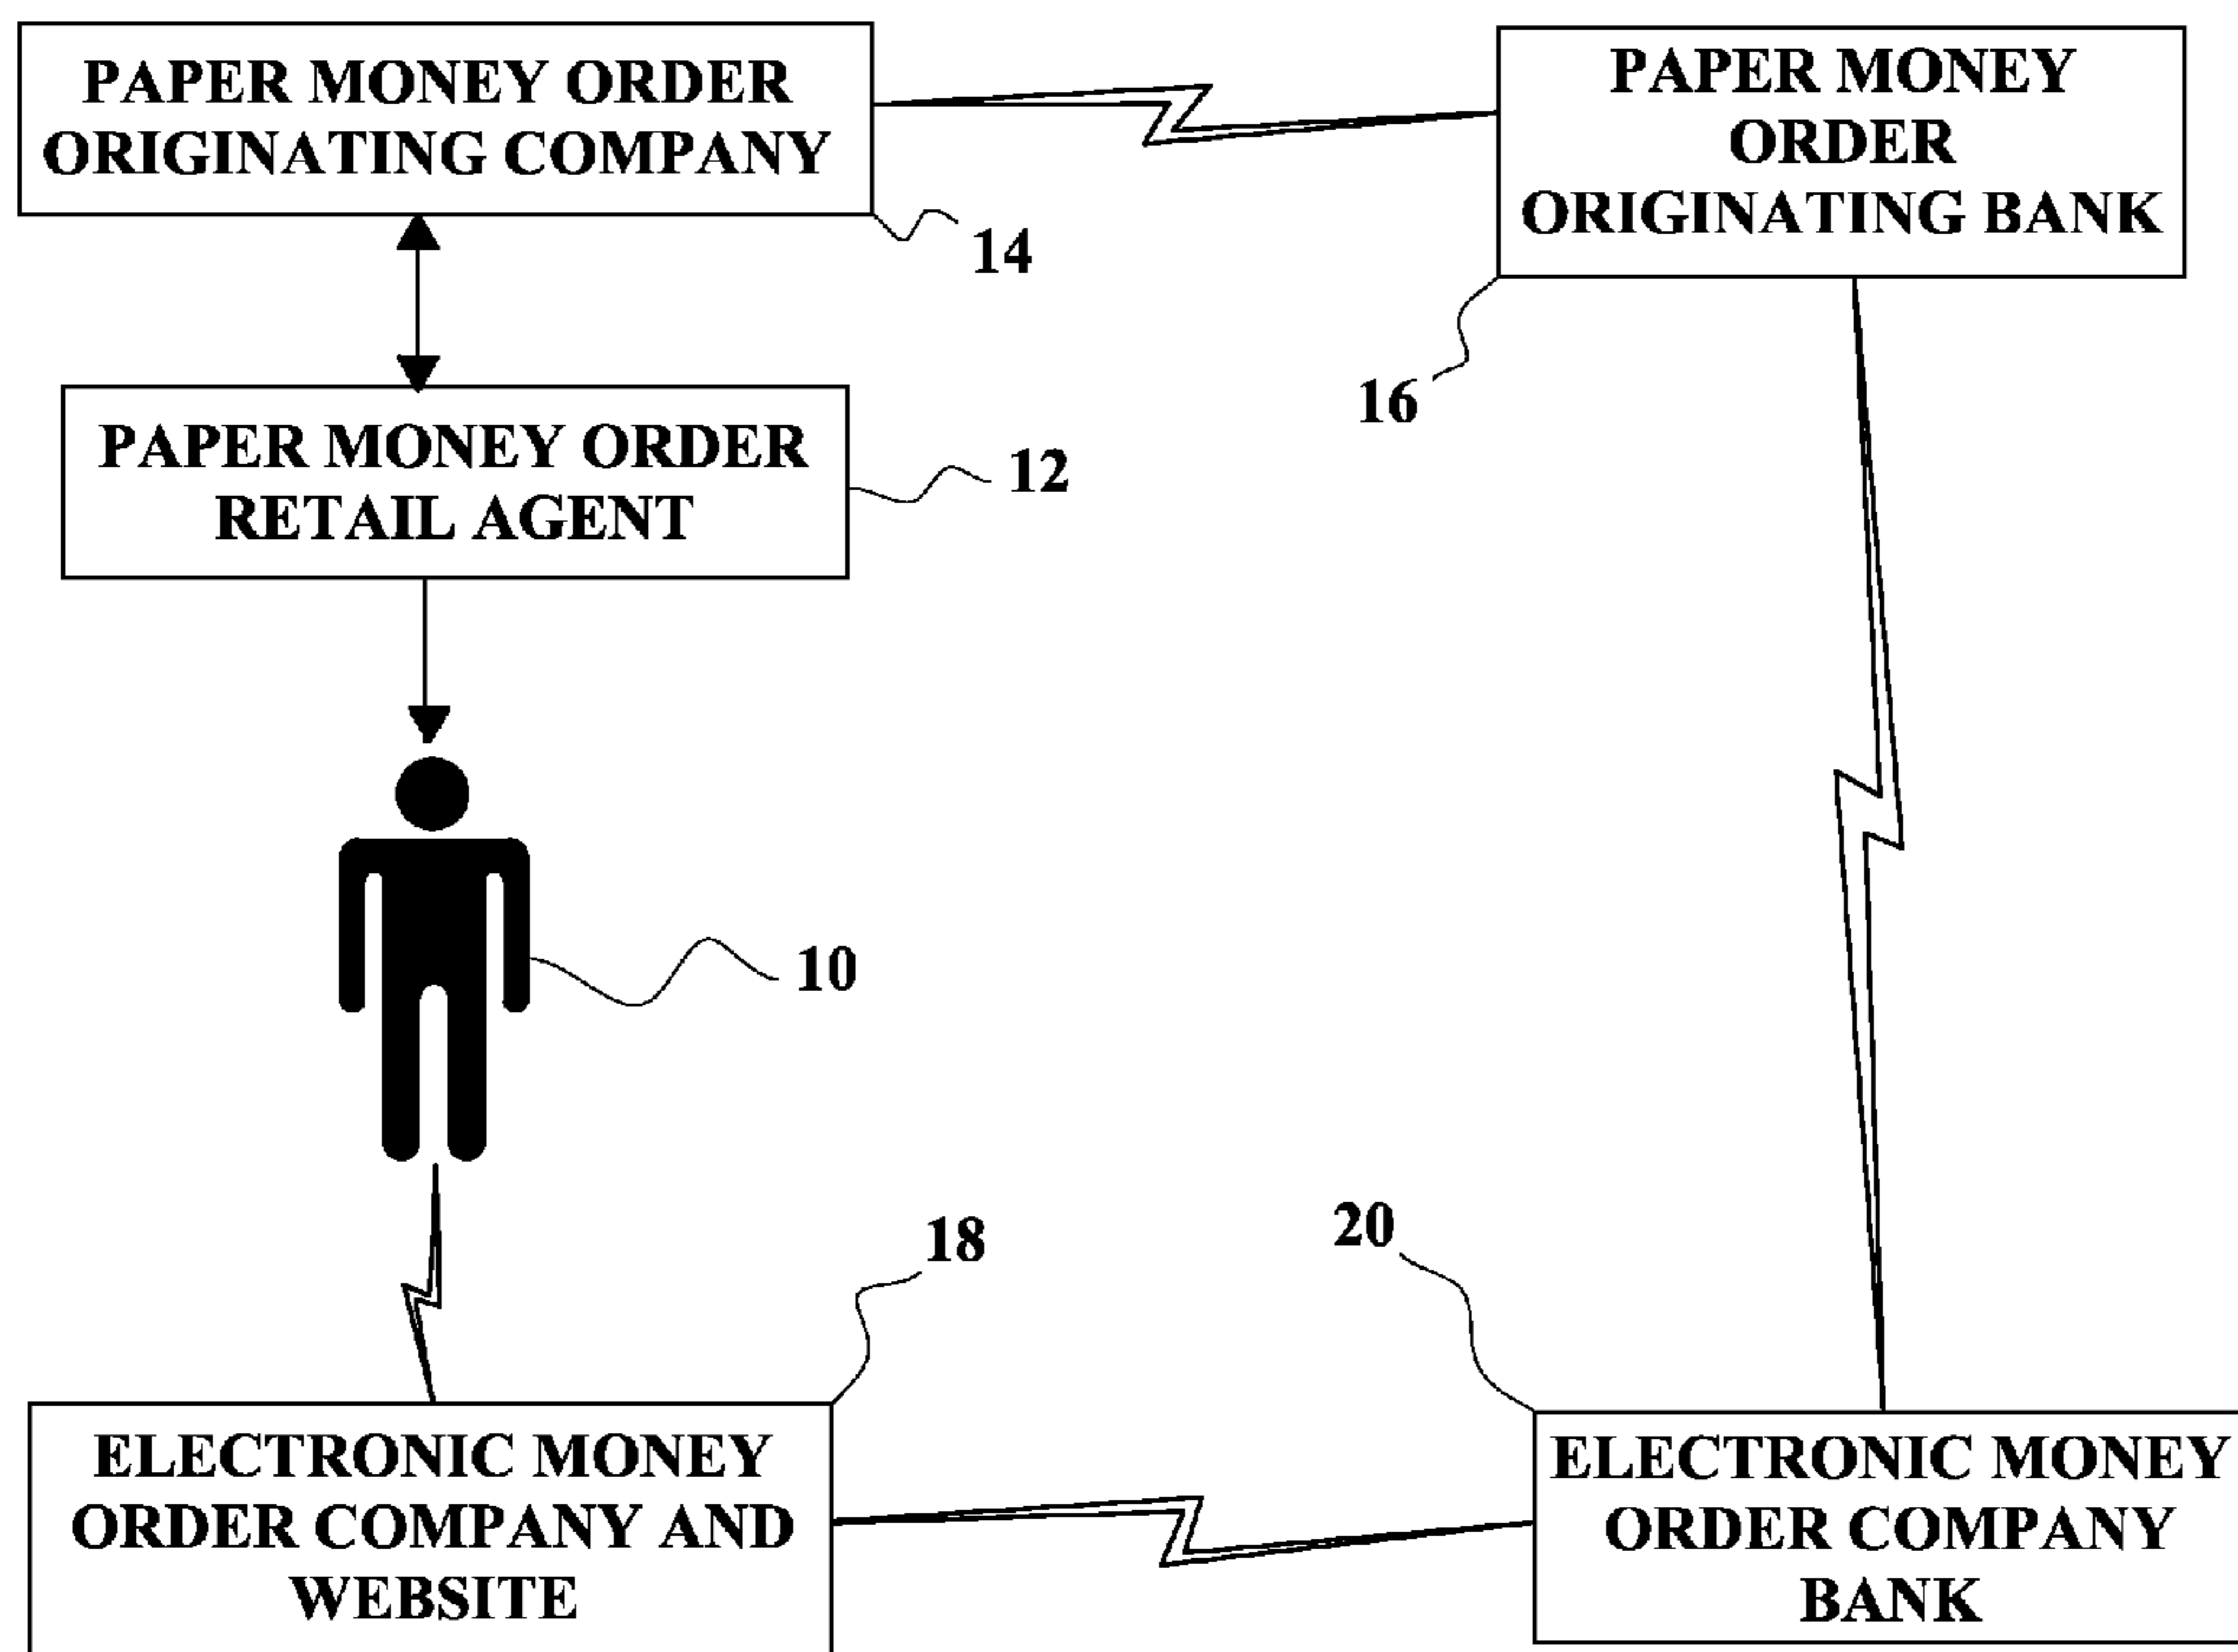 PAPER MONEY ORDER
ORIGINATING COMPANY
14
PAPER MONEY
ORDER
ORIGINATING BANK
16
PAPER MONEY ORDER
RETAIL AGENT
12
10
18
20
ELECTRONIC MONEY
ORDER COMPANY AND
WEBSITE
ELECTRONIC MONEY
ORDER COMPANY
BANK